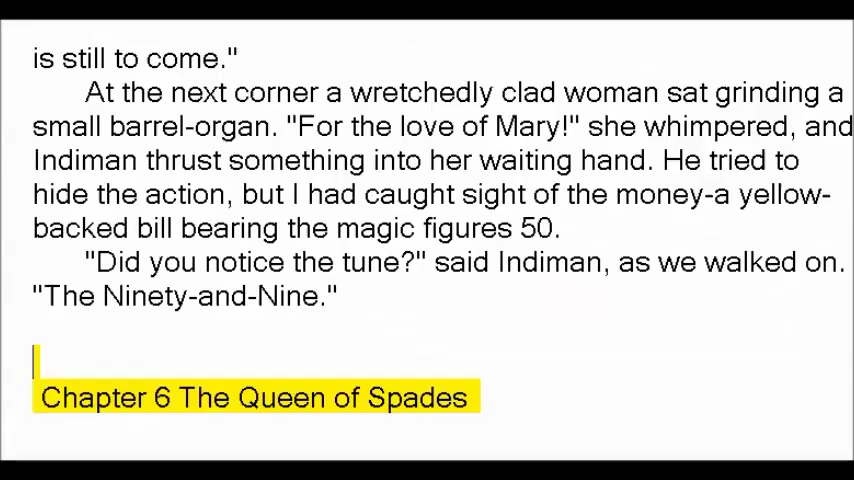 is still to come."
At the next corner a wretchedly clad woman sat grinding a
small barrel-organ. "For the love of Mary!" she whimpered, and
Indiman thrust something into her waiting hand. He tried to
hide the action, but I had caught sight of the money-a yellow-
backed bill bearing the magic figures 50.
"Did you notice the tune?" said Indiman, as we walked on.
"The Ninety-and-Nine."
Chapter 6 The Queen of Spades